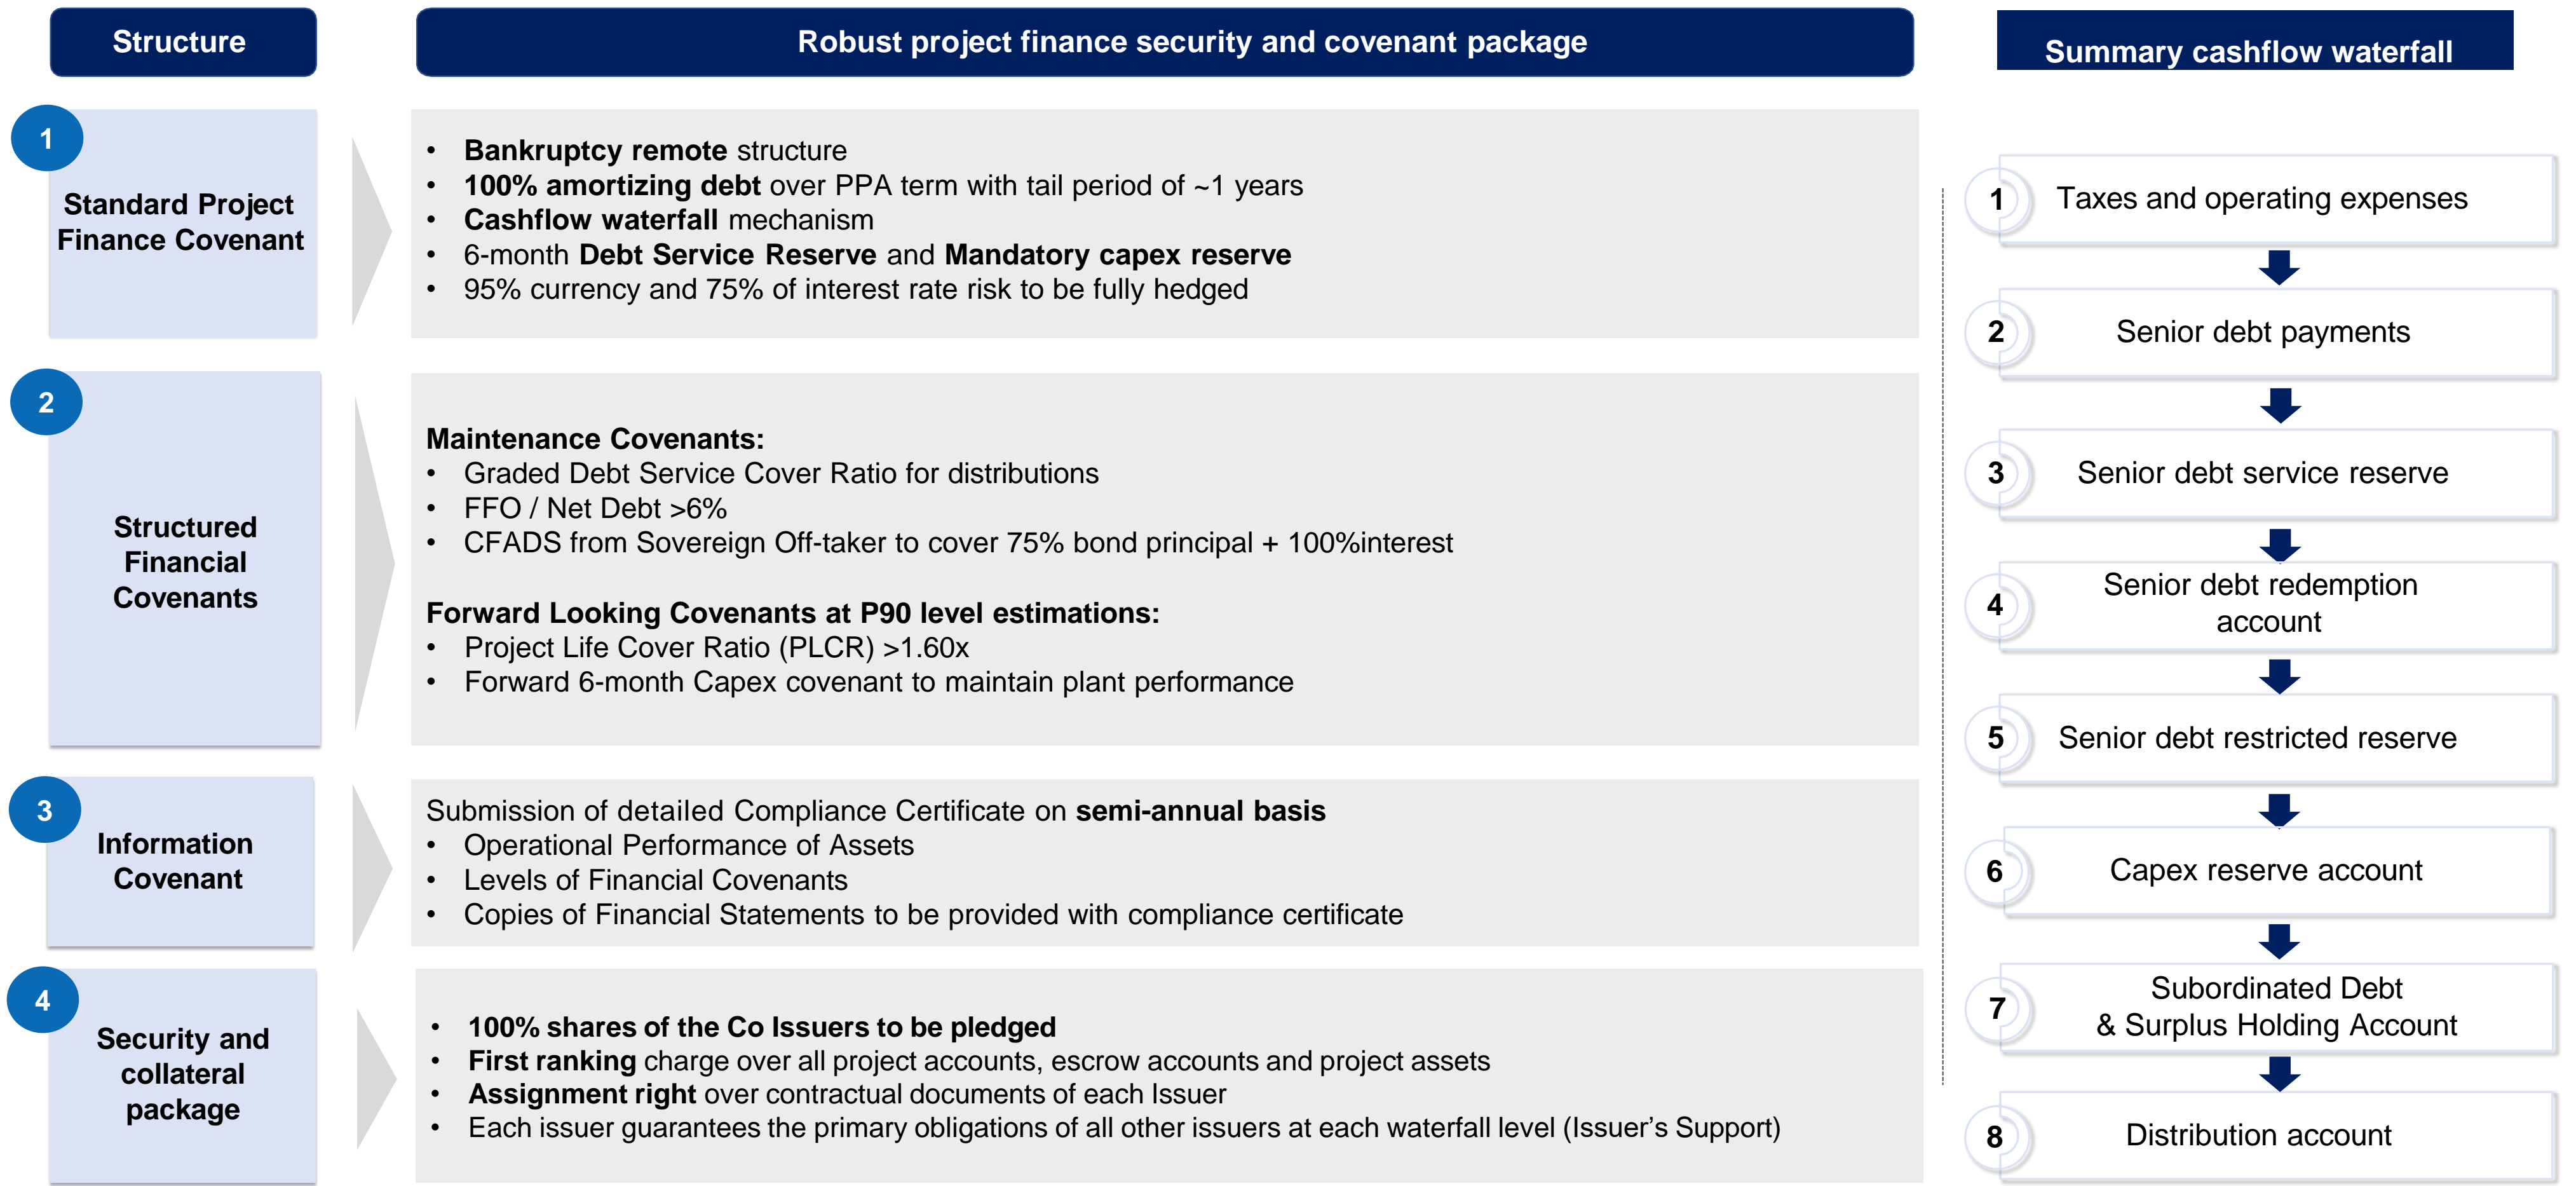 Structure
Robust project finance security and covenant package
Summary cashflow waterfall
1
Standard Project
Finance Covenant
• Bankruptcy remote structure
• 100% amortizing debt over PPA term with tail period of ~1 years
• Cashflow waterfall mechanism
• 6-month Debt Service Reserve and Mandatory capex reserve
• 95% currency and 75% of interest rate risk to be fully hedged
2
Structured
Financial
Covenants
Maintenance Covenants:
• Graded Debt Service Cover Ratio for distributions
• FFO / Net Debt >6%
• CFADS from Sovereign Off-taker to cover 75% bond principal + 100%interest
Forward Looking Covenants at P90 level estimations:
• Project Life Cover Ratio (PLCR) >1.60x
• Forward 6-month Capex covenant to maintain plant performance
3
Information
Covenant
Submission of detailed Compliance Certificate on semi-annual basis
• Operational Performance of Assets
• Levels of Financial Covenants
• Copies of Financial Statements to be provided with compliance certificate
4
Security and
collateral
package
• 100% shares of the Co Issuers to be pledged
• First ranking charge over all project accounts, escrow accounts and project assets
• Assignment right over contractual documents of each Issuer
• Each issuer guarantees the primary obligations of all other issuers at each waterfall level (Issuer's Support)
1 Taxes and operating expenses
2 Senior debt payments
3 Senior debt service reserve
4 Senior debt redemption
account
5 Senior debt restricted reserve
6 Capex reserve account
7 Subordinated Debt
& Surplus Holding Account
8 Distribution account